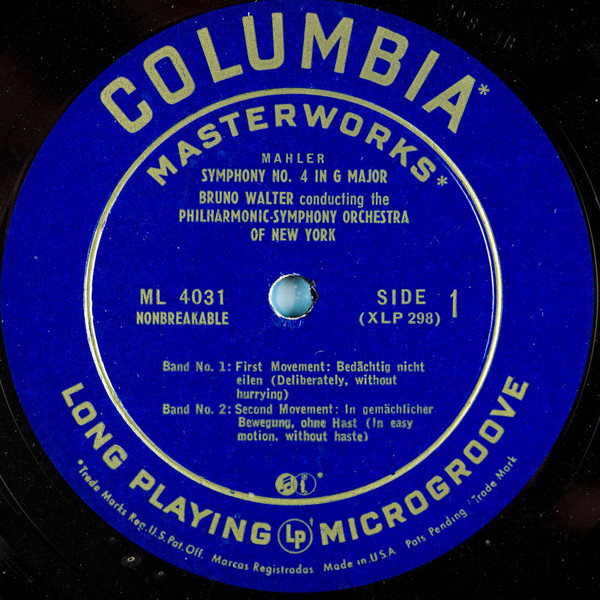 COLUMBIA*
MASTERWORKS*
MAHLER
SYMPHONY NO. 4 IN G MAJOR
BRUNO WALTER conducting the
PHILHARMONIC-SYMPHONY ORCHESTRA
OF NEW YORK
ML 4031
NONBREAKABLE
SIDE 1
(XLP 298)
Band No. 1: First Movement: Bedächtig nicht
eilen (Deliberately, without
hurrying)
Band No. 2: Second Movement: In gemächlicher
Bewegung, ohne Hast (In easy
motion, without haste)
*
LONG PLAYING Lp† MICROGROOVE
*Trade Marks Reg. U.S. Pat. Off. Marcas Registradas Made in U.S.A. Pats Pending †Trade Mark